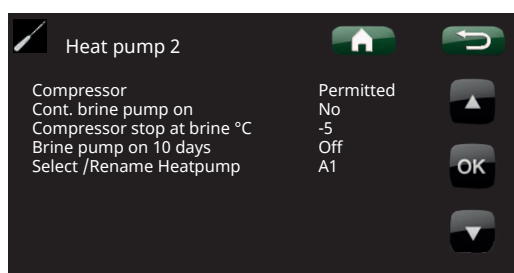 Heat pump 2
Compressor Permitted
Cont. brine pump on No
Compressor stop at brine °C -5
Brine pump on 10 days Off
Select /Rename Heatpump A1
OK